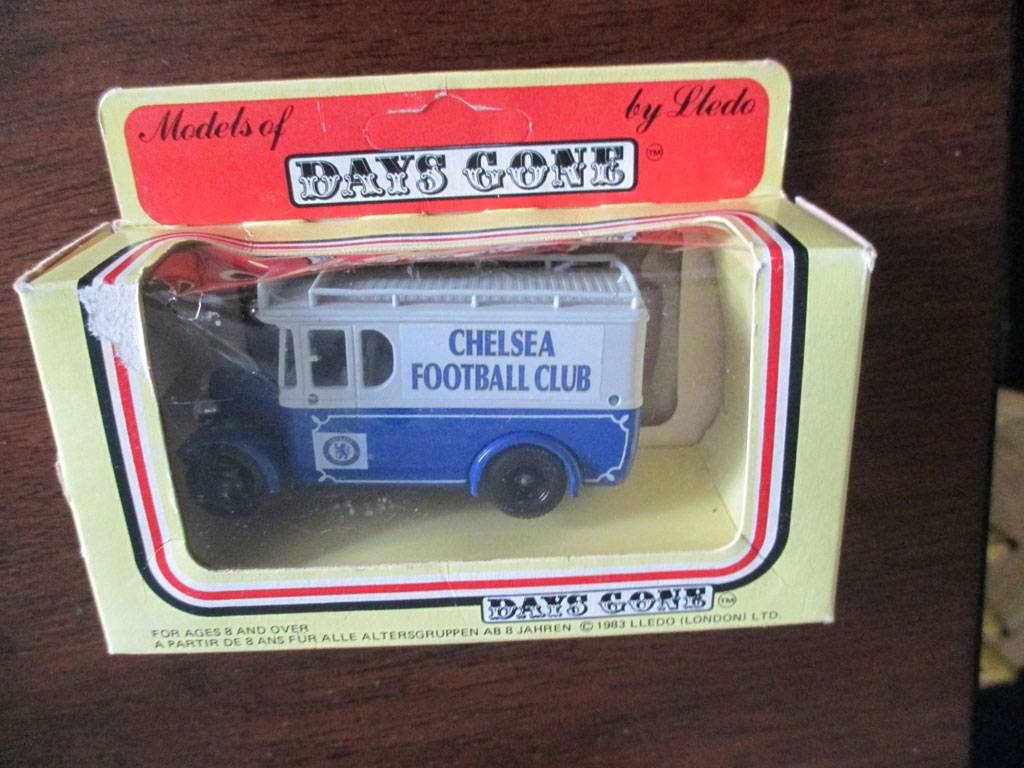 Models of
by Lledo
DAYS GONE ™
CHELSEA
FOOTBALL CLUB
DAYS GONE ™
FOR AGES 8 AND OVER
A PARTIR DE 8 ANS FUR ALLE ALTERSGRUPPEN AB 8 JAHREN © 1983 LLEDO (LONDON) LTD.